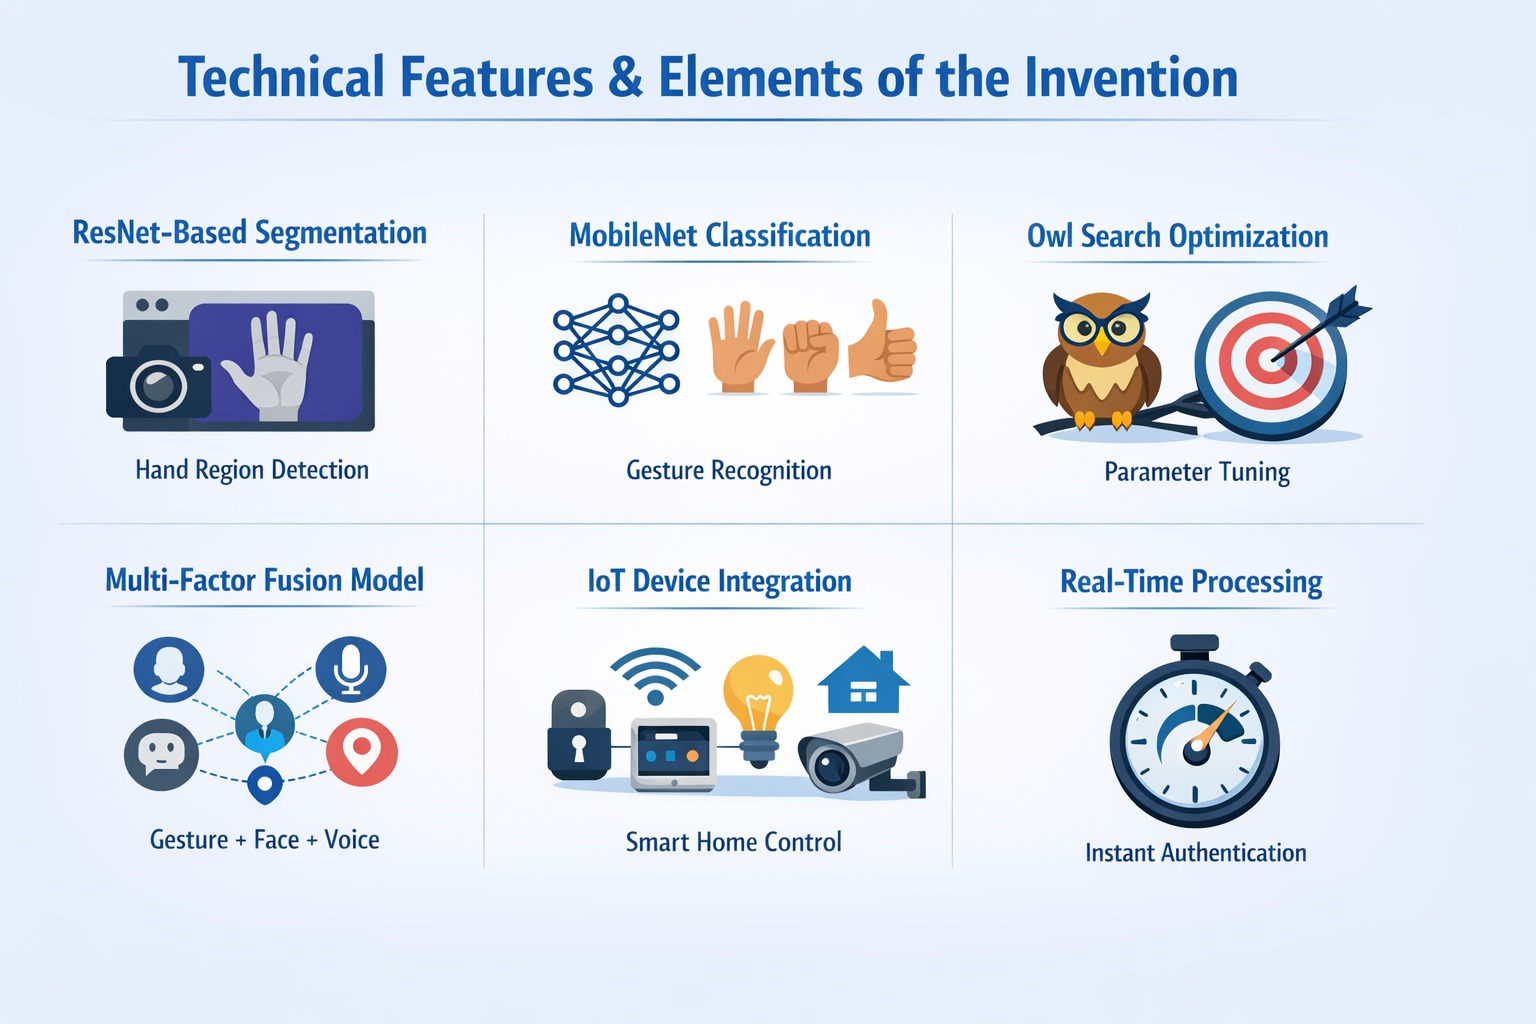 Technical Features & Elements of the Invention
ResNet-Based Segmentation
MobileNet Classification
Owl Search Optimization
Hand Region Detection
Gesture Recognition
Parameter Tuning
Multi-Factor Fusion Model
IoT Device Integration
Real-Time Processing
Gesture + Face + Voice
Smart Home Control
Instant Authentication